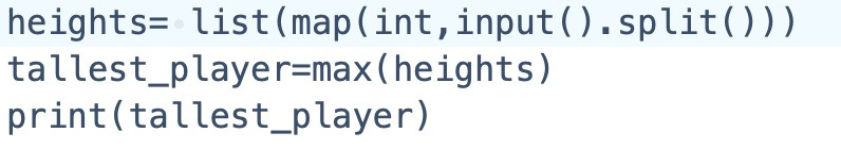 heights= list(map(int,input().split()))
tallest_player=max(heights)
print(tallest_player)